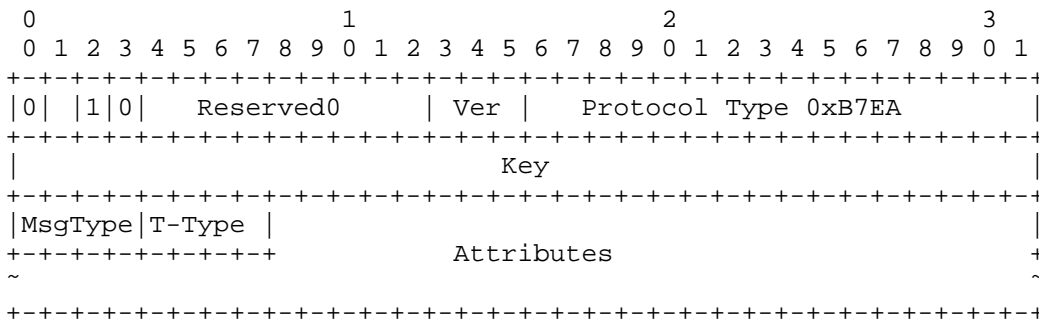 0                   1                   2                   3
 0 1 2 3 4 5 6 7 8 9 0 1 2 3 4 5 6 7 8 9 0 1 2 3 4 5 6 7 8 9 0 1
+-+-+-+-+-+-+-+-+-+-+-+-+-+-+-+-+-+-+-+-+-+-+-+-+-+-+-+-+-+-+-+-+
|0| |1|0|   Reserved0     | Ver |   Protocol Type 0xB7EA        |
+-+-+-+-+-+-+-+-+-+-+-+-+-+-+-+-+-+-+-+-+-+-+-+-+-+-+-+-+-+-+-+-+
|                              Key                              |
+-+-+-+-+-+-+-+-+-+-+-+-+-+-+-+-+-+-+-+-+-+-+-+-+-+-+-+-+-+-+-+-+
|MsgType|T-Type |                                               |
+-+-+-+-+-+-+-+-+           Attributes                          +
~                                                               ~
+-+-+-+-+-+-+-+-+-+-+-+-+-+-+-+-+-+-+-+-+-+-+-+-+-+-+-+-+-+-+-+-+